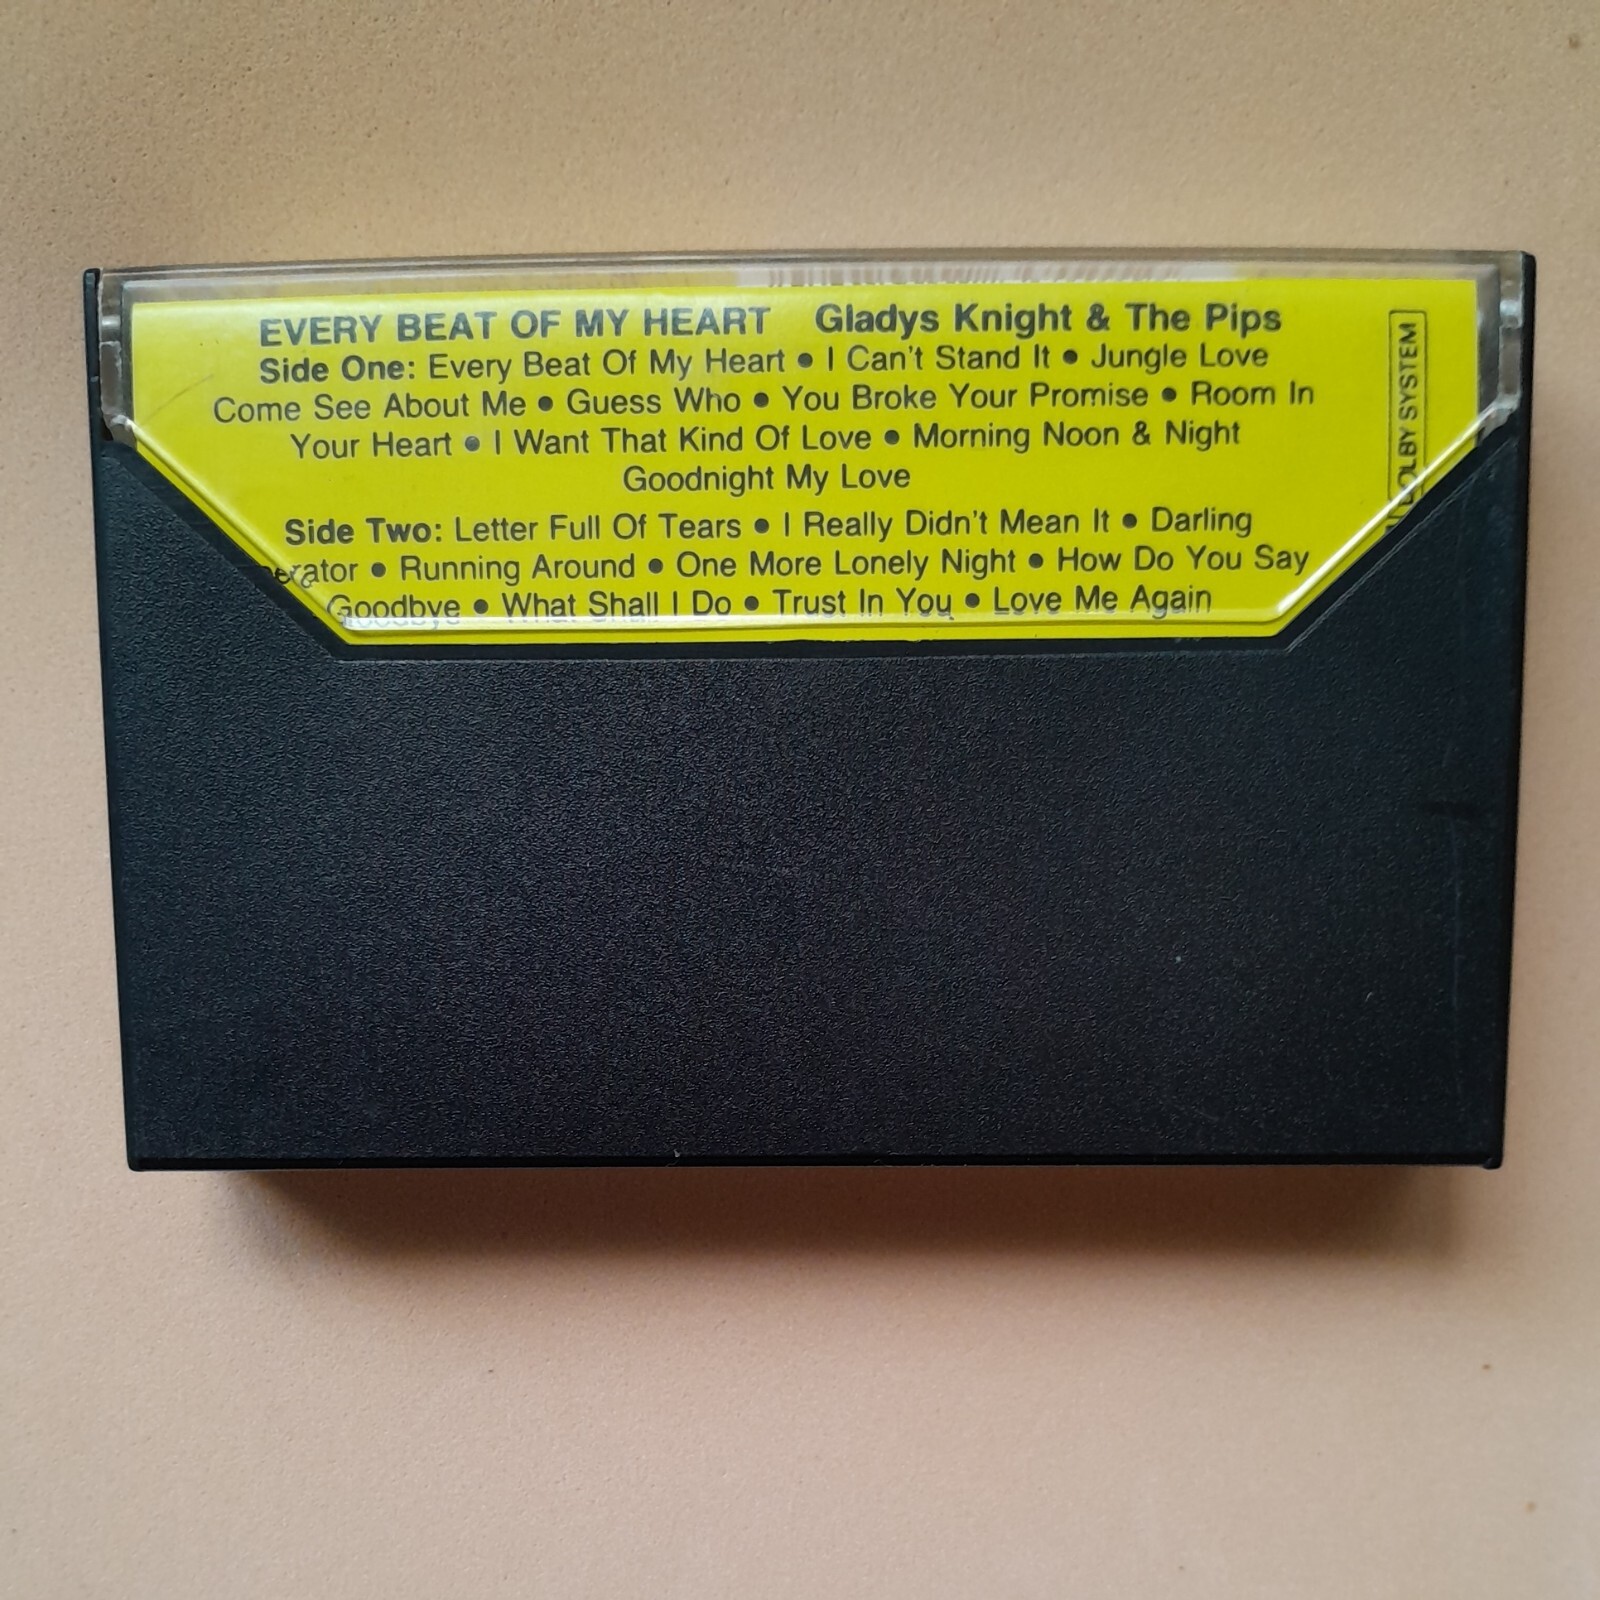 EVERY BEAT OF MY HEART Gladys Knight & The Pips
Side One: Every Beat Of My Heart • I Can't Stand It • Jungle Love
Come See About Me • Guess Who • You Broke Your Promise • Room In
Your Heart • I Want That Kind Of Love • Morning Noon & Night
Goodnight My Love
Side Two: Letter Full Of Tears • I Really Didn't Mean It • Darling
• Running Around • One More Lonely Night • How Do You Say
Goodbye • What Shall I Do • Trust In You • Love Me Again
DOLBY SYSTEM